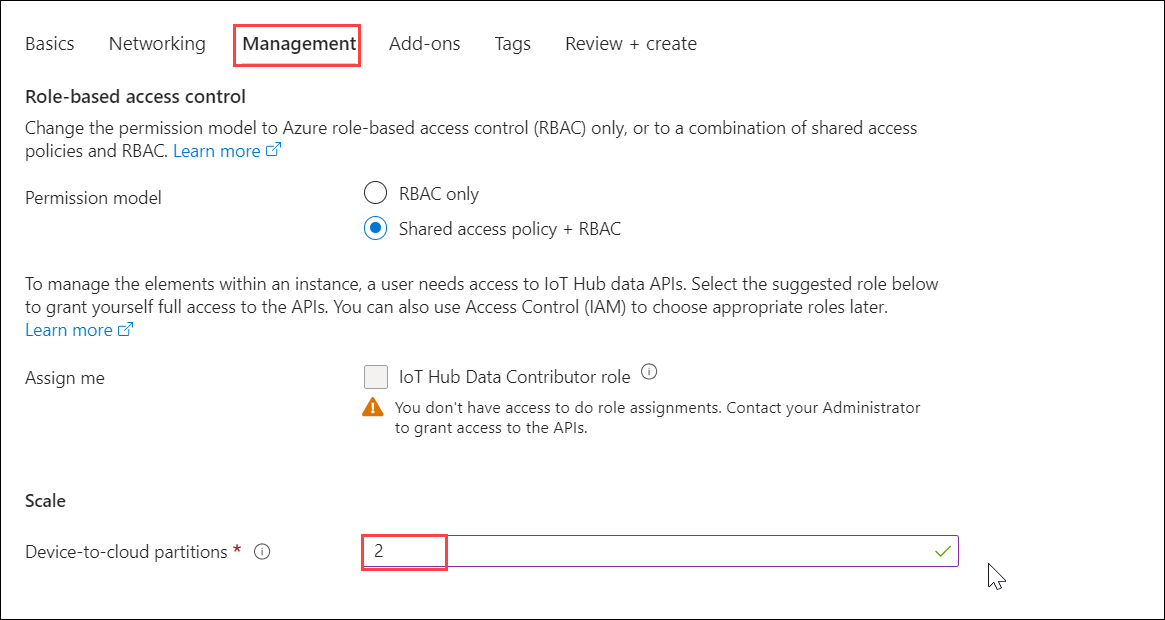 Basics Networking Management Add-ons Tags Review + create
Role-based access control
Change the permission model to Azure role-based access control (RBAC) only, or to a combination of shared access
policies and RBAC. Learn more
Permission model
RBAC only
Shared access policy + RBAC
To manage the elements within an instance, a user needs access to IoT Hub data APIs. Select the suggested role below
to grant yourself full access to the APIs. You can also use Access Control (IAM) to choose appropriate roles later.
Learn more
Assign me
IoT Hub Data Contributor role
You don't have access to do role assignments. Contact your Administrator
to grant access to the APIs.
Scale
Device-to-cloud partitions * 2